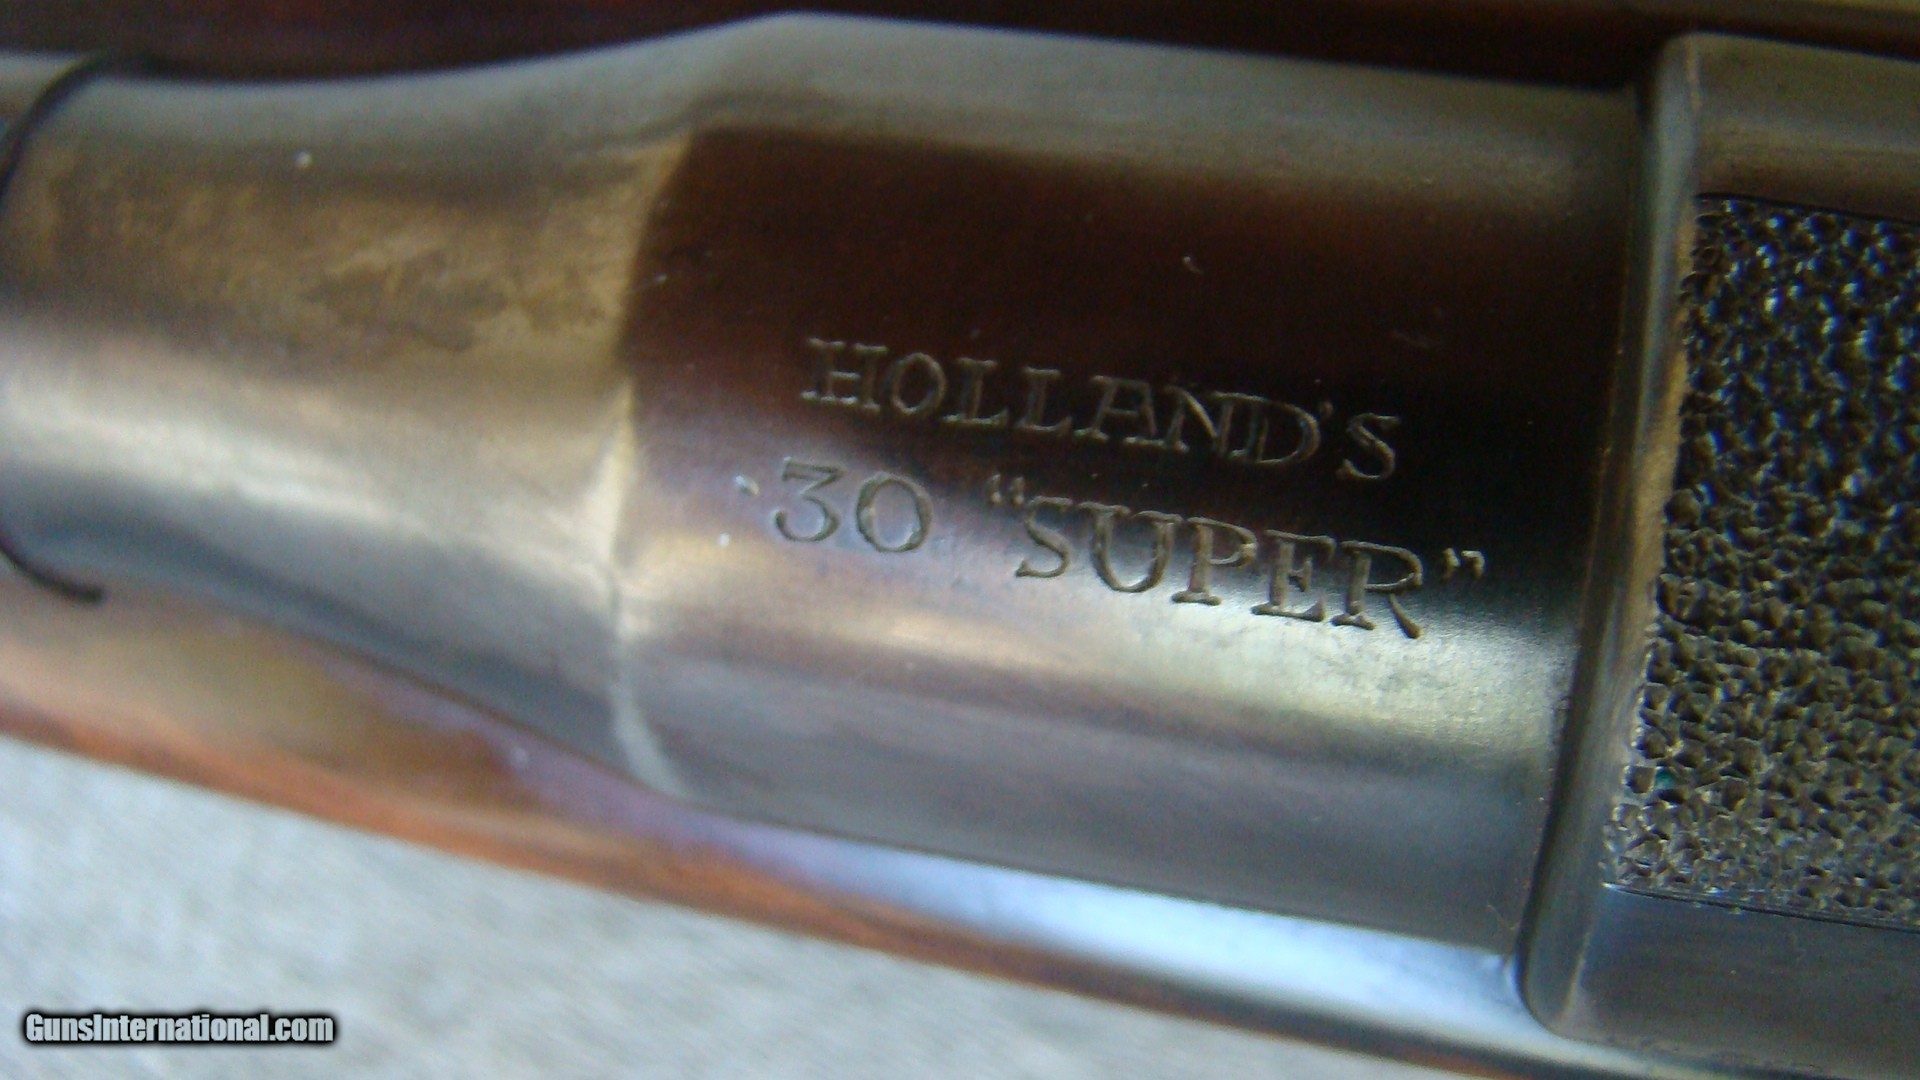 HOLLAND'S
30 "SUPER"
GunsInternational.com